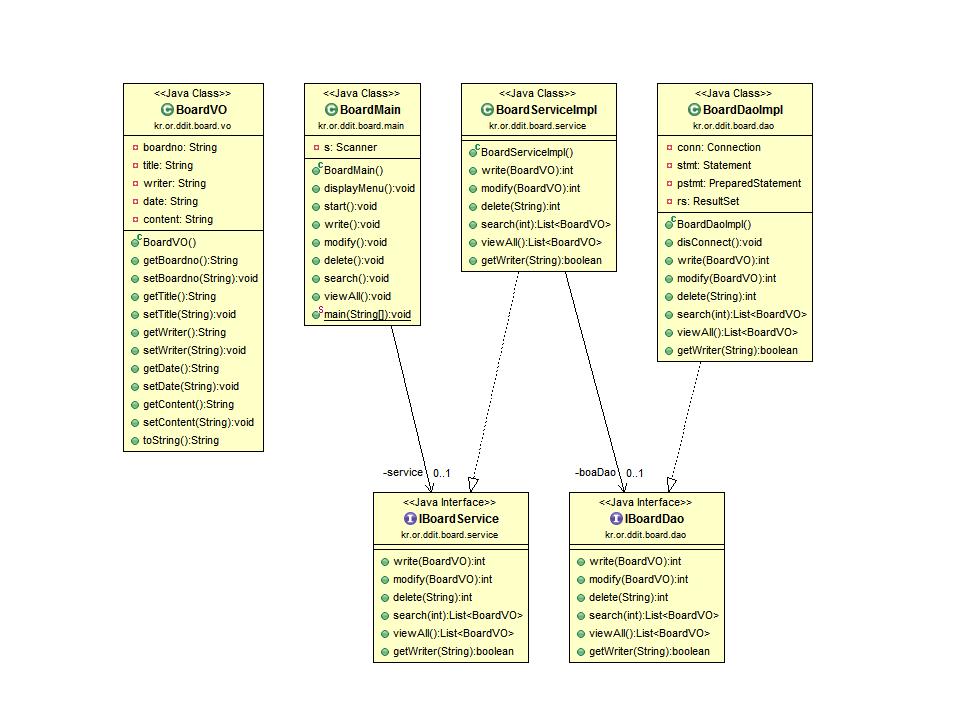 <<Java Class>>
BoardVO
kr.or.ddit.board.vo
boardno: String
title: String
writer: String
date: String
content: String
BoardVO()
getBoardno():String
setBoardno(String):void
getTitle():String
setTitle(String):void
getWriter():String
setWriter(String):void
getDate():String
setDate(String):void
getContent():String
setContent(String):void
toString():String
<<Java Class>>
BoardMain
kr.or.ddit.board.main
s: Scanner
BoardMain()
displayMenu():void
start():void
write():void
modify():void
delete():void
search():void
viewAll():void
main(String[]):void
<<Java Class>>
BoardServiceImpl
kr.or.ddit.board.service
BoardServiceImpl()
write(BoardVO):int
modify(BoardVO):int
delete(String):int
search(int):List<BoardVO>
viewAll():List<BoardVO>
getWriter(String):boolean
<<Java Class>>
BoardDaoImpl
kr.or.ddit.board.dao
conn: Connection
stmt: Statement
pstmt: PreparedStatement
rs: ResultSet
BoardDaoImpl()
disConnect():void
write(BoardVO):int
modify(BoardVO):int
delete(String):int
search(int):List<BoardVO>
viewAll():List<BoardVO>
getWriter(String):boolean
-service 0..1
-boaDao 0..1
<<Java Interface>>
IBoardService
kr.or.ddit.board.service
write(BoardVO):int
modify(BoardVO):int
delete(String):int
search(int):List<BoardVO>
viewAll():List<BoardVO>
getWriter(String):boolean
<<Java Interface>>
IBoardDao
kr.or.ddit.board.dao
write(BoardVO):int
modify(BoardVO):int
delete(String):int
search(int):List<BoardVO>
viewAll():List<BoardVO>
getWriter(String):boolean